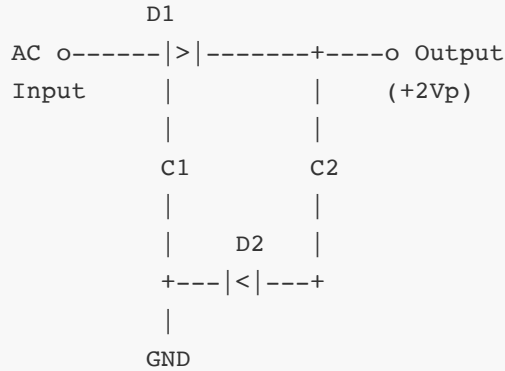 D1
AC o------|>|-------+----o Output
Input | | (+2Vp)
| |
C1 C2
| |
| D2 |
+---|<|---+
|
GND